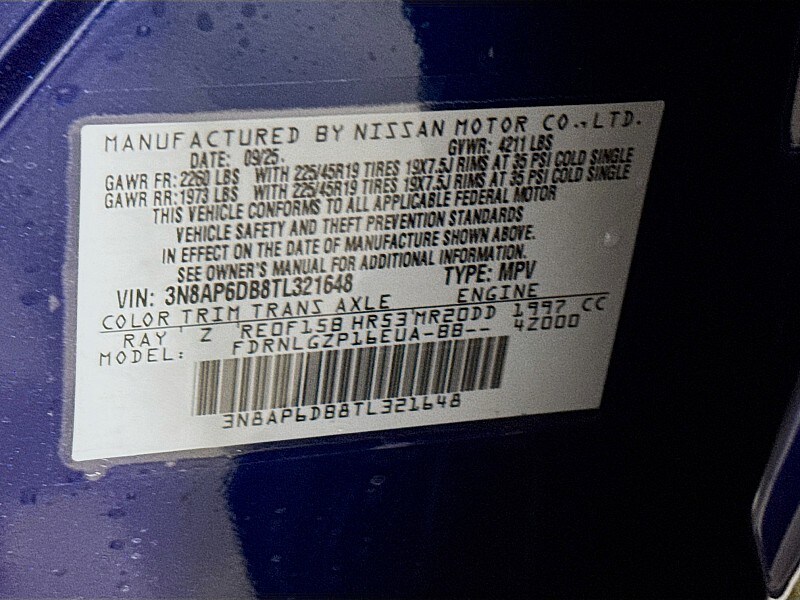 MANUFACTURED BY NISSAN MOTOR CO.,LTD.
DATE: 09/25. GVWR: 4211 LBS
GAWR FR: 2260 LBS WITH 225/45R19 TIRES 19X7.5J RIMS AT 35 PSI COLD SINGLE
GAWR RR: 1973 LBS WITH 225/45R19 TIRES 19X7.5J RIMS AT 35 PSI COLD SINGLE
THIS VEHICLE CONFORMS TO ALL APPLICABLE FEDERAL MOTOR
VEHICLE SAFETY AND THEFT PREVENTION STANDARDS
IN EFFECT ON THE DATE OF MANUFACTURE SHOWN ABOVE.
SEE OWNER'S MANUAL FOR ADDITIONAL INFORMATION.
VIN: 3N8AP6DB8TL321648 TYPE: MPV
COLOR TRIM TRANS AXLE ENGINE
RAY Z RE0F15B HR53 MR20DD 1997 CC
MODEL: FDRNLGZP16EUA-BB-- 4Z000
3N8AP6DB8TL321648